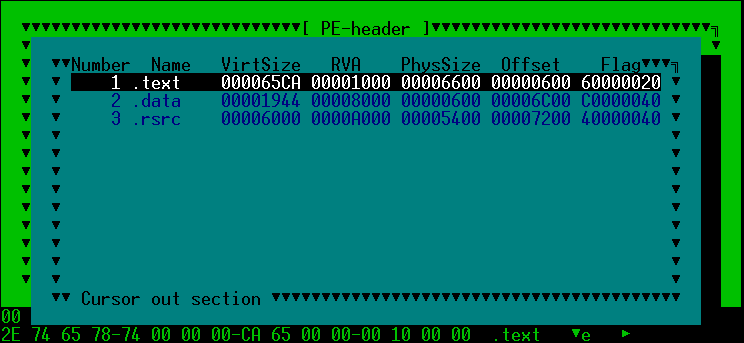 [ PE-header ]
Number Name VirtSize RVA PhysSize Offset Flag
1 .text 000065CA 00001000 00006600 00000600 60000020
2 .data 00001944 00008000 00000600 00006C00 C0000040
3 .rsrc 00006000 0000A000 00005400 00007200 40000040
Cursor out section
00
2E 74 65 78-74 00 00 00-CA 65 00 00-00 10 00 00 .text ▼e ►